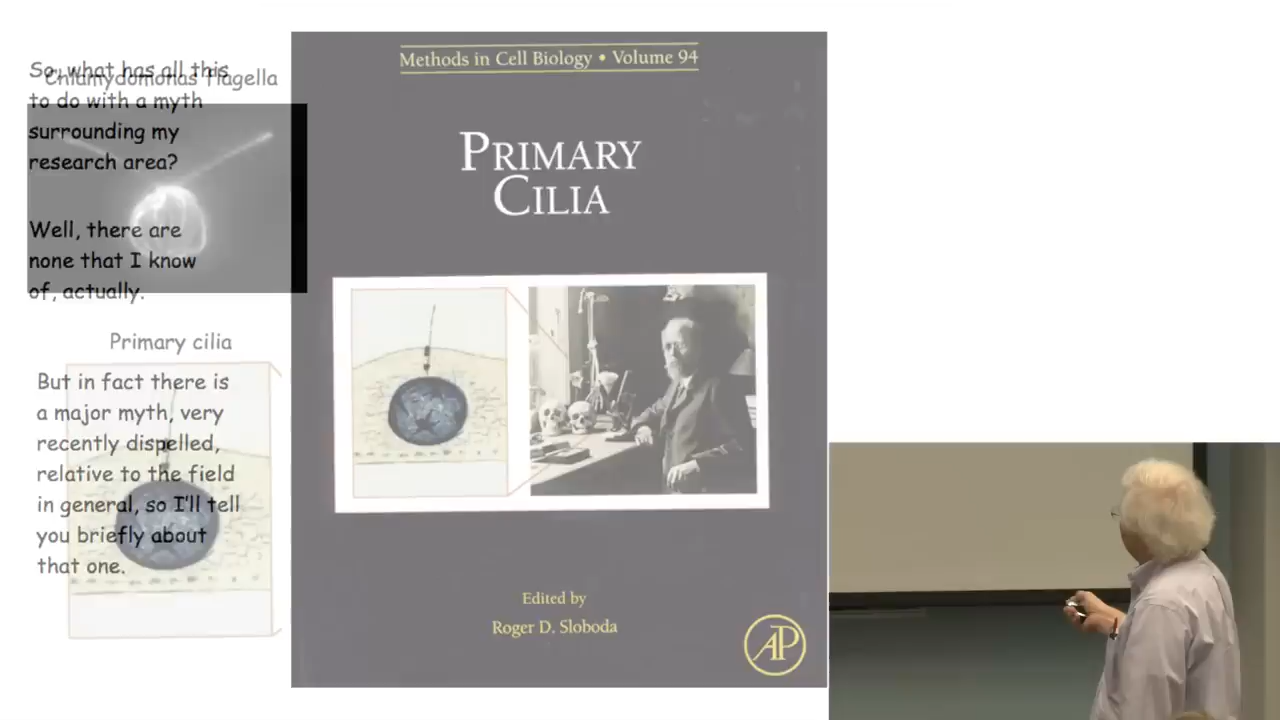 Chlamydomonas flagella
So, what has all this
to do with a myth
surrounding my
research area?
Well, there are
none that I know
of, actually.
Primary cilia
But in fact there is
a major myth, very
recently dispelled,
relative to the field
in general, so I'll tell
you briefly about
that one.
Methods in Cell Biology • Volume 94
PRIMARY
CILIA
Edited by
Roger D. Sloboda
AP